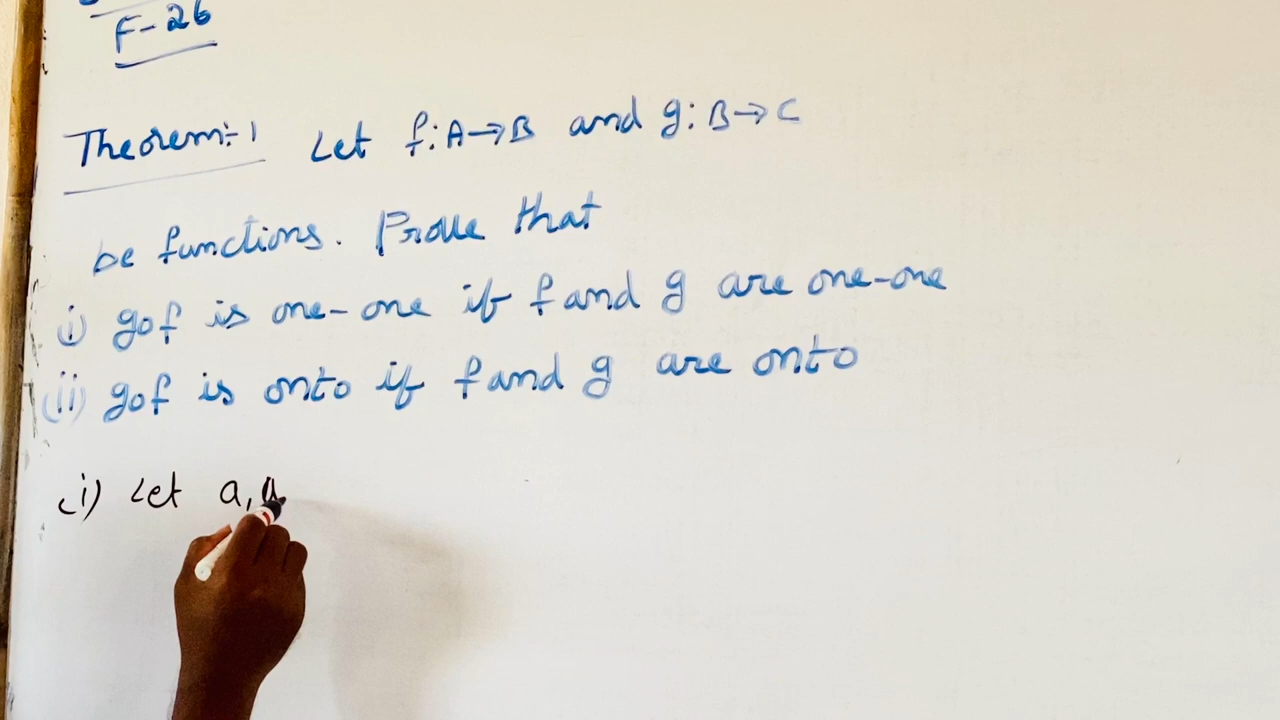 F-26
Theorem:-1 Let f:A→B and g:B→C
be functions. Prove that
i) gof is one-one if f and g are one-one
(ii) gof is onto if f and g are onto
(i) Let a,